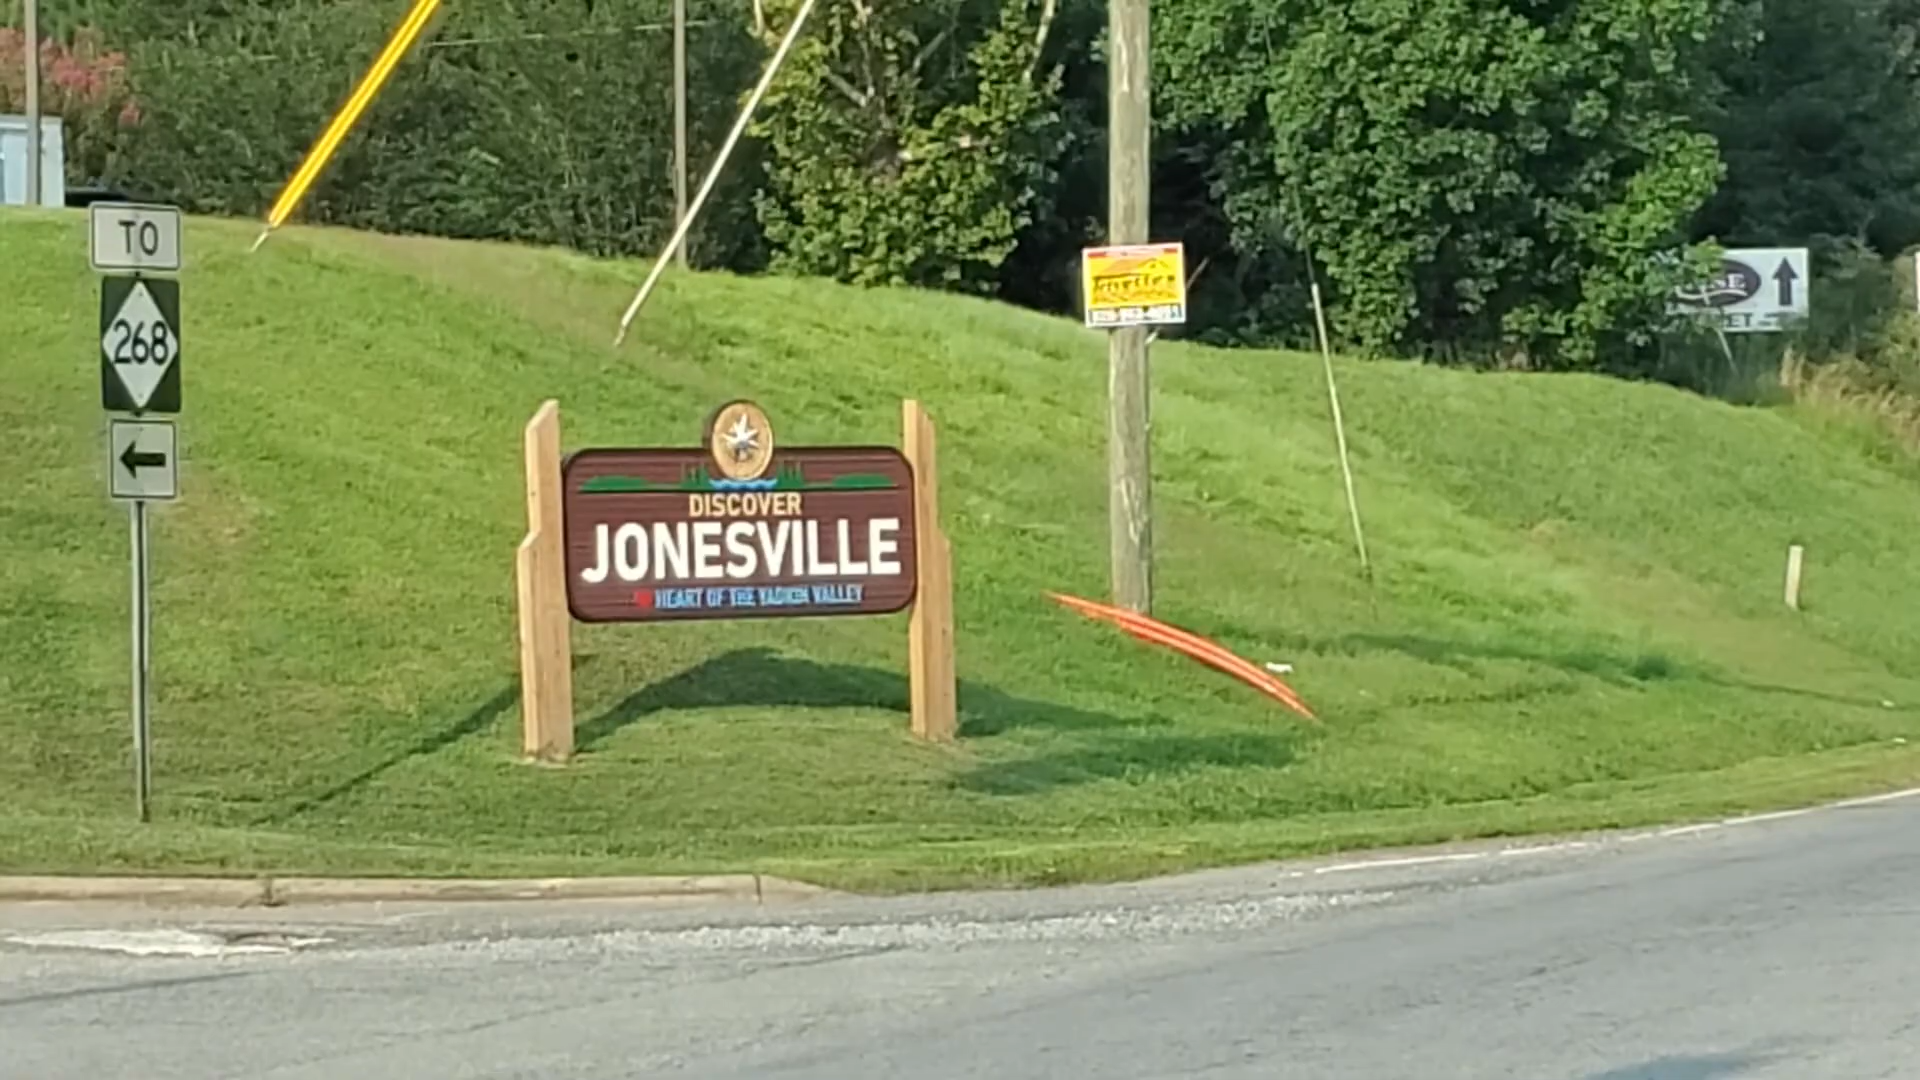 TO
268
DISCOVER
JONESVILLE
HEART OF THE YADKIN VALLEY